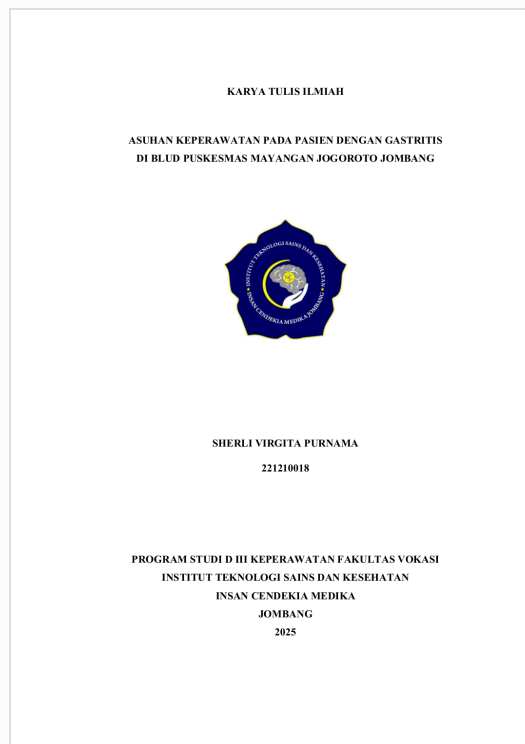 KARYA TULIS ILMIAH
ASUHAN KEPERAWATAN PADA PASIEN DENGAN GASTRITIS
DI BLUD PUSKESMAS MAYANGAN JOGOROTO JOMBANG
INSTITUT TEKNOLOGI SAINS DAN KESEHATAN
INSAN CENDEKIA MEDIKA JOMBANG
SHERLI VIRGITA PURNAMA
221210018
PROGRAM STUDI D III KEPERAWATAN FAKULTAS VOKASI
INSTITUT TEKNOLOGI SAINS DAN KESEHATAN
INSAN CENDEKIA MEDIKA
JOMBANG
2025